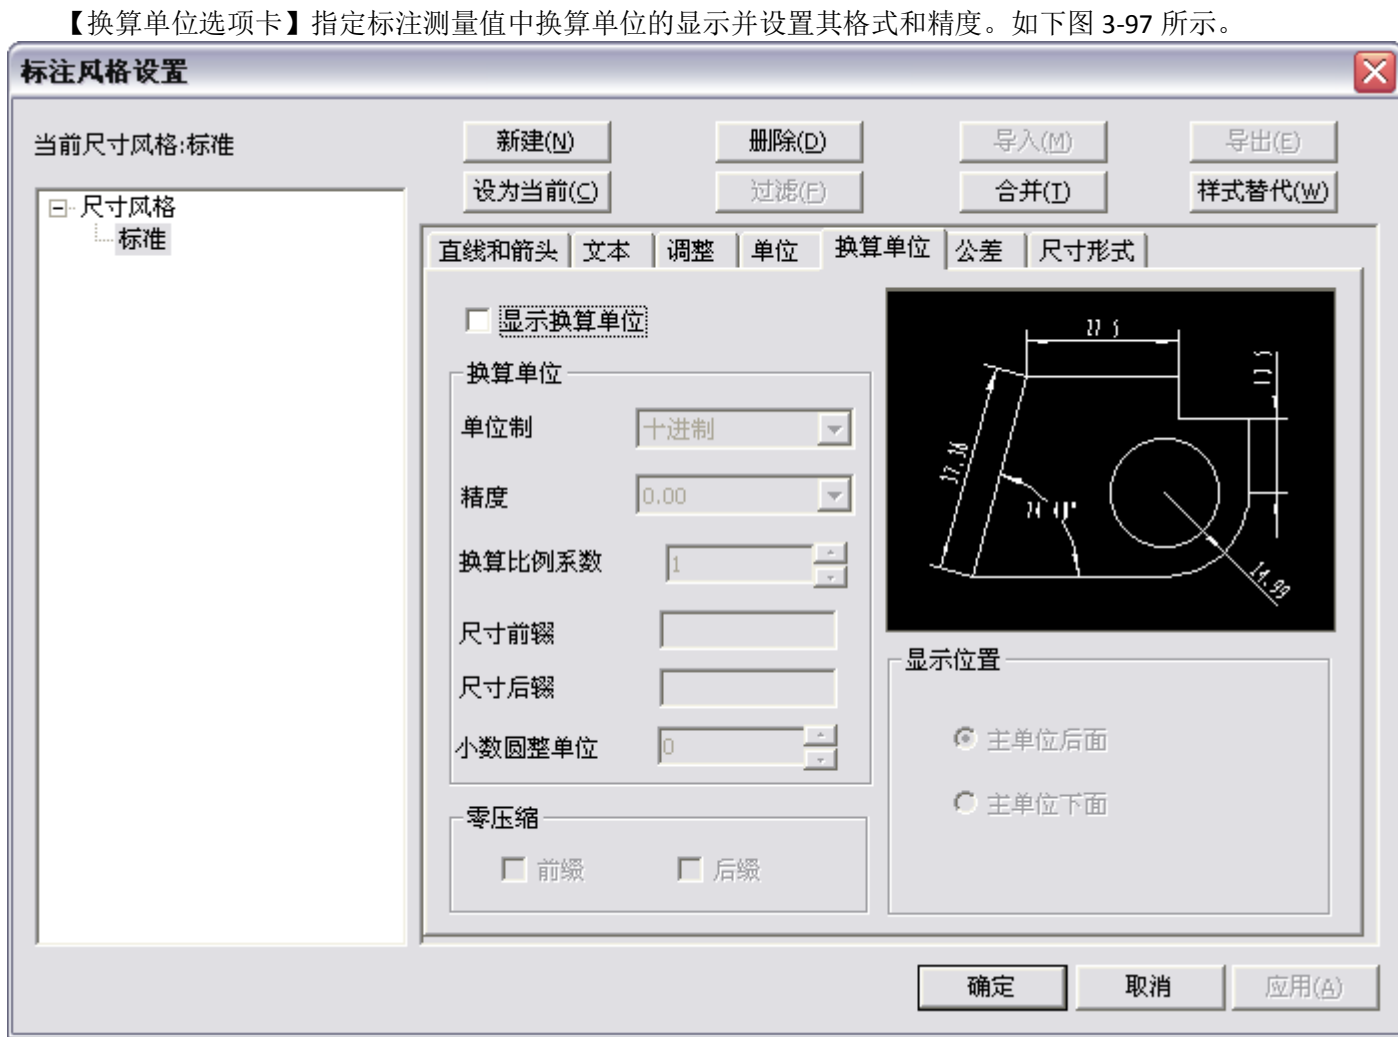 【换算单位选项卡】指定标注测量值中换算单位的显示并设置其格式和精度。如下图 3-97 所示。
标注风格设置
当前尺寸风格:标准
新建(N)
删除(D)
导入(M)
导出(E)
设为当前(C)
过滤(F)
合并(T)
样式替代(W)
尺寸风格
标准
直线和箭头
文本
调整
单位
换算单位
公差
尺寸形式
显示换算单位
换算单位
单位制
十进制
精度
0.00
换算比例系数
1
尺寸前辍
尺寸后辍
小数圆整单位
0
零压缩
前缀
后缀
37.36
14.99
显示位置
主单位后面
主单位下面
确定
取消
应用(A)